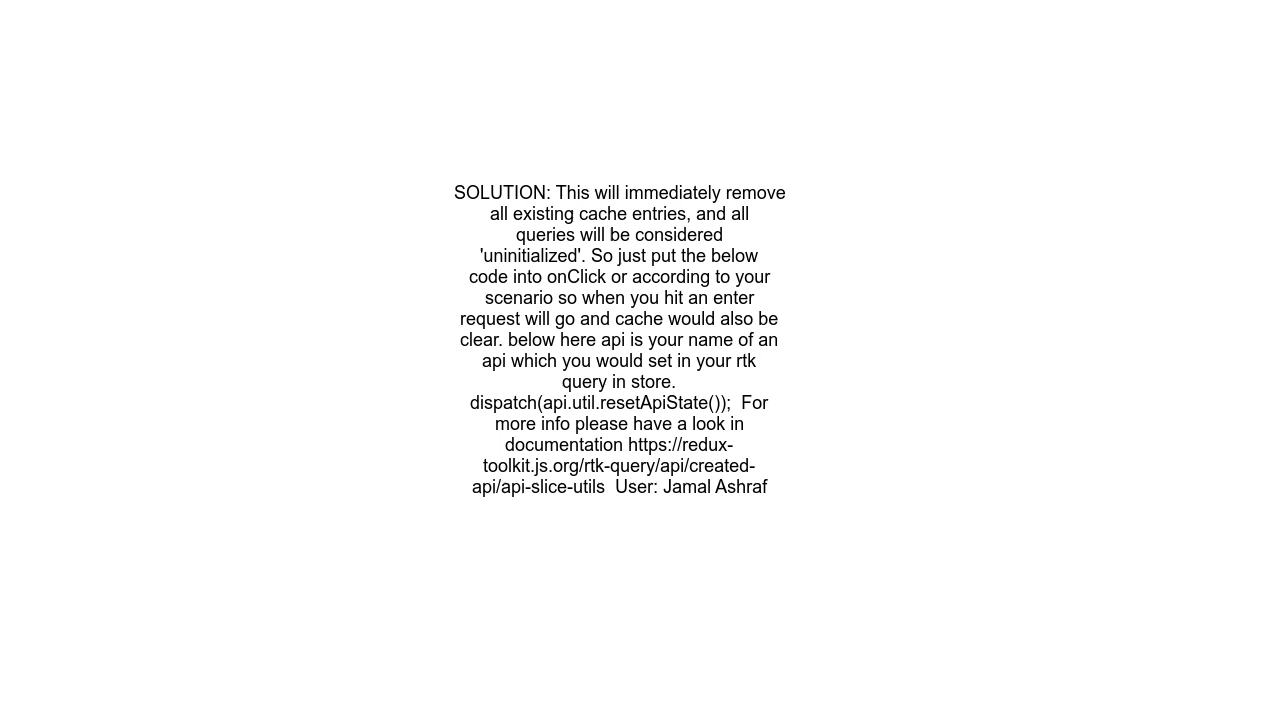 SOLUTION: This will immediately remove
all existing cache entries, and all
queries will be considered
'uninitialized'. So just put the below
code into onClick or according to your
scenario so when you hit an enter
request will go and cache would also be
clear. below here api is your name of an
api which you would set in your rtk
query in store.
dispatch(api.util.resetApiState());  For
more info please have a look in
documentation https://redux-
toolkit.js.org/rtk-query/api/created-
api/api-slice-utils  User: Jamal Ashraf